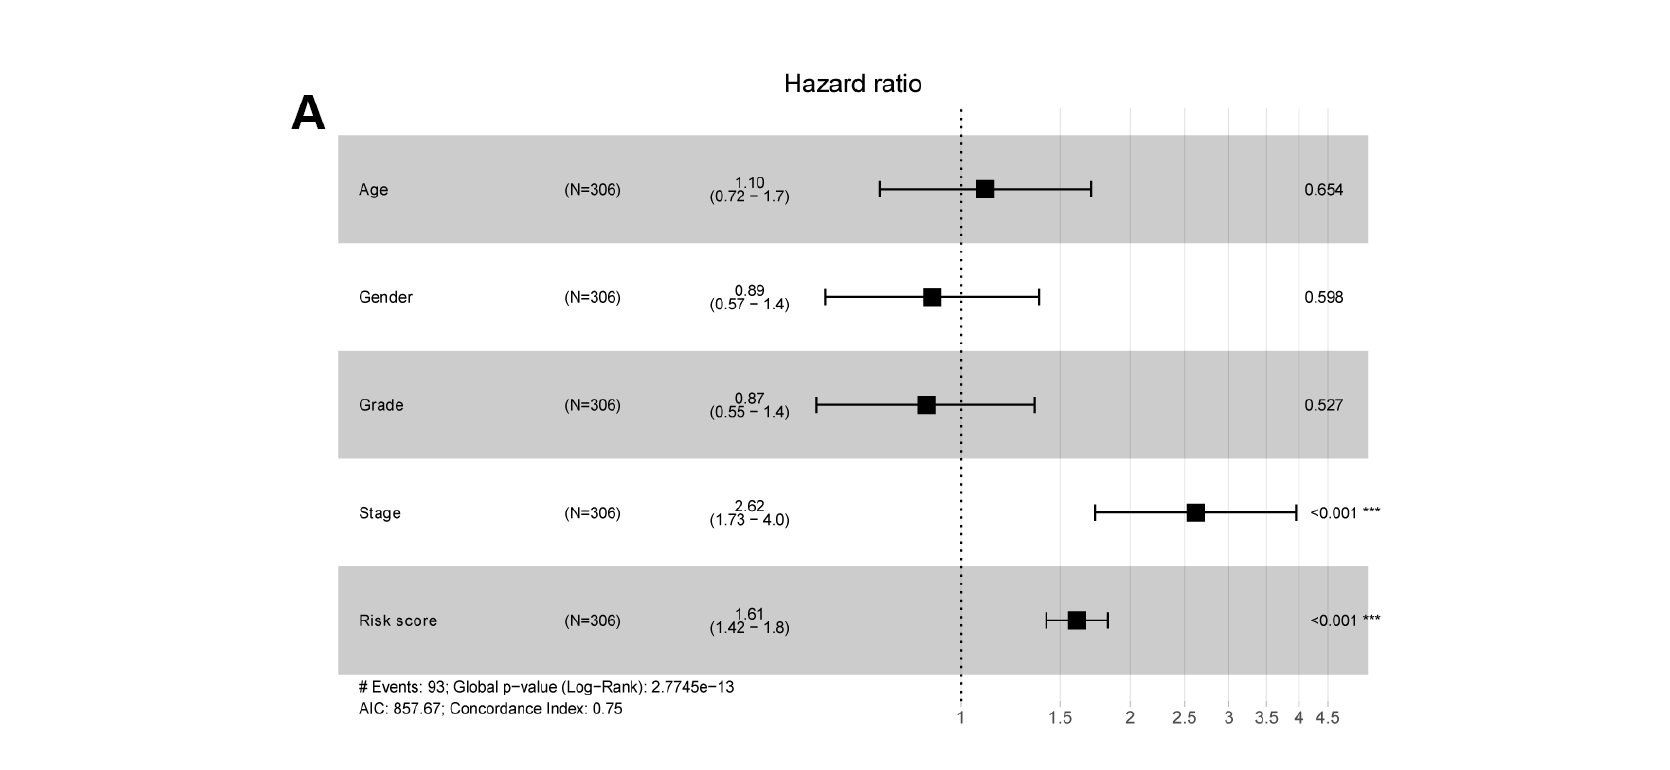 Hazard ratio
A
Age (N=306) 1.10 (0.72 − 1.7) 0.654
Gender (N=306) 0.89 (0.57 − 1.4) 0.598
Grade (N=306) 0.87 (0.55 − 1.4) 0.527
Stage (N=306) 2.62 (1.73 − 4.0) <0.001 ***
Risk score (N=306) 1.61 (1.42 − 1.8) <0.001 ***
# Events: 93; Global p−value (Log−Rank): 2.7745e−13
AIC: 857.67; Concordance Index: 0.75
1 1.5 2 2.5 3 3.5 4 4.5